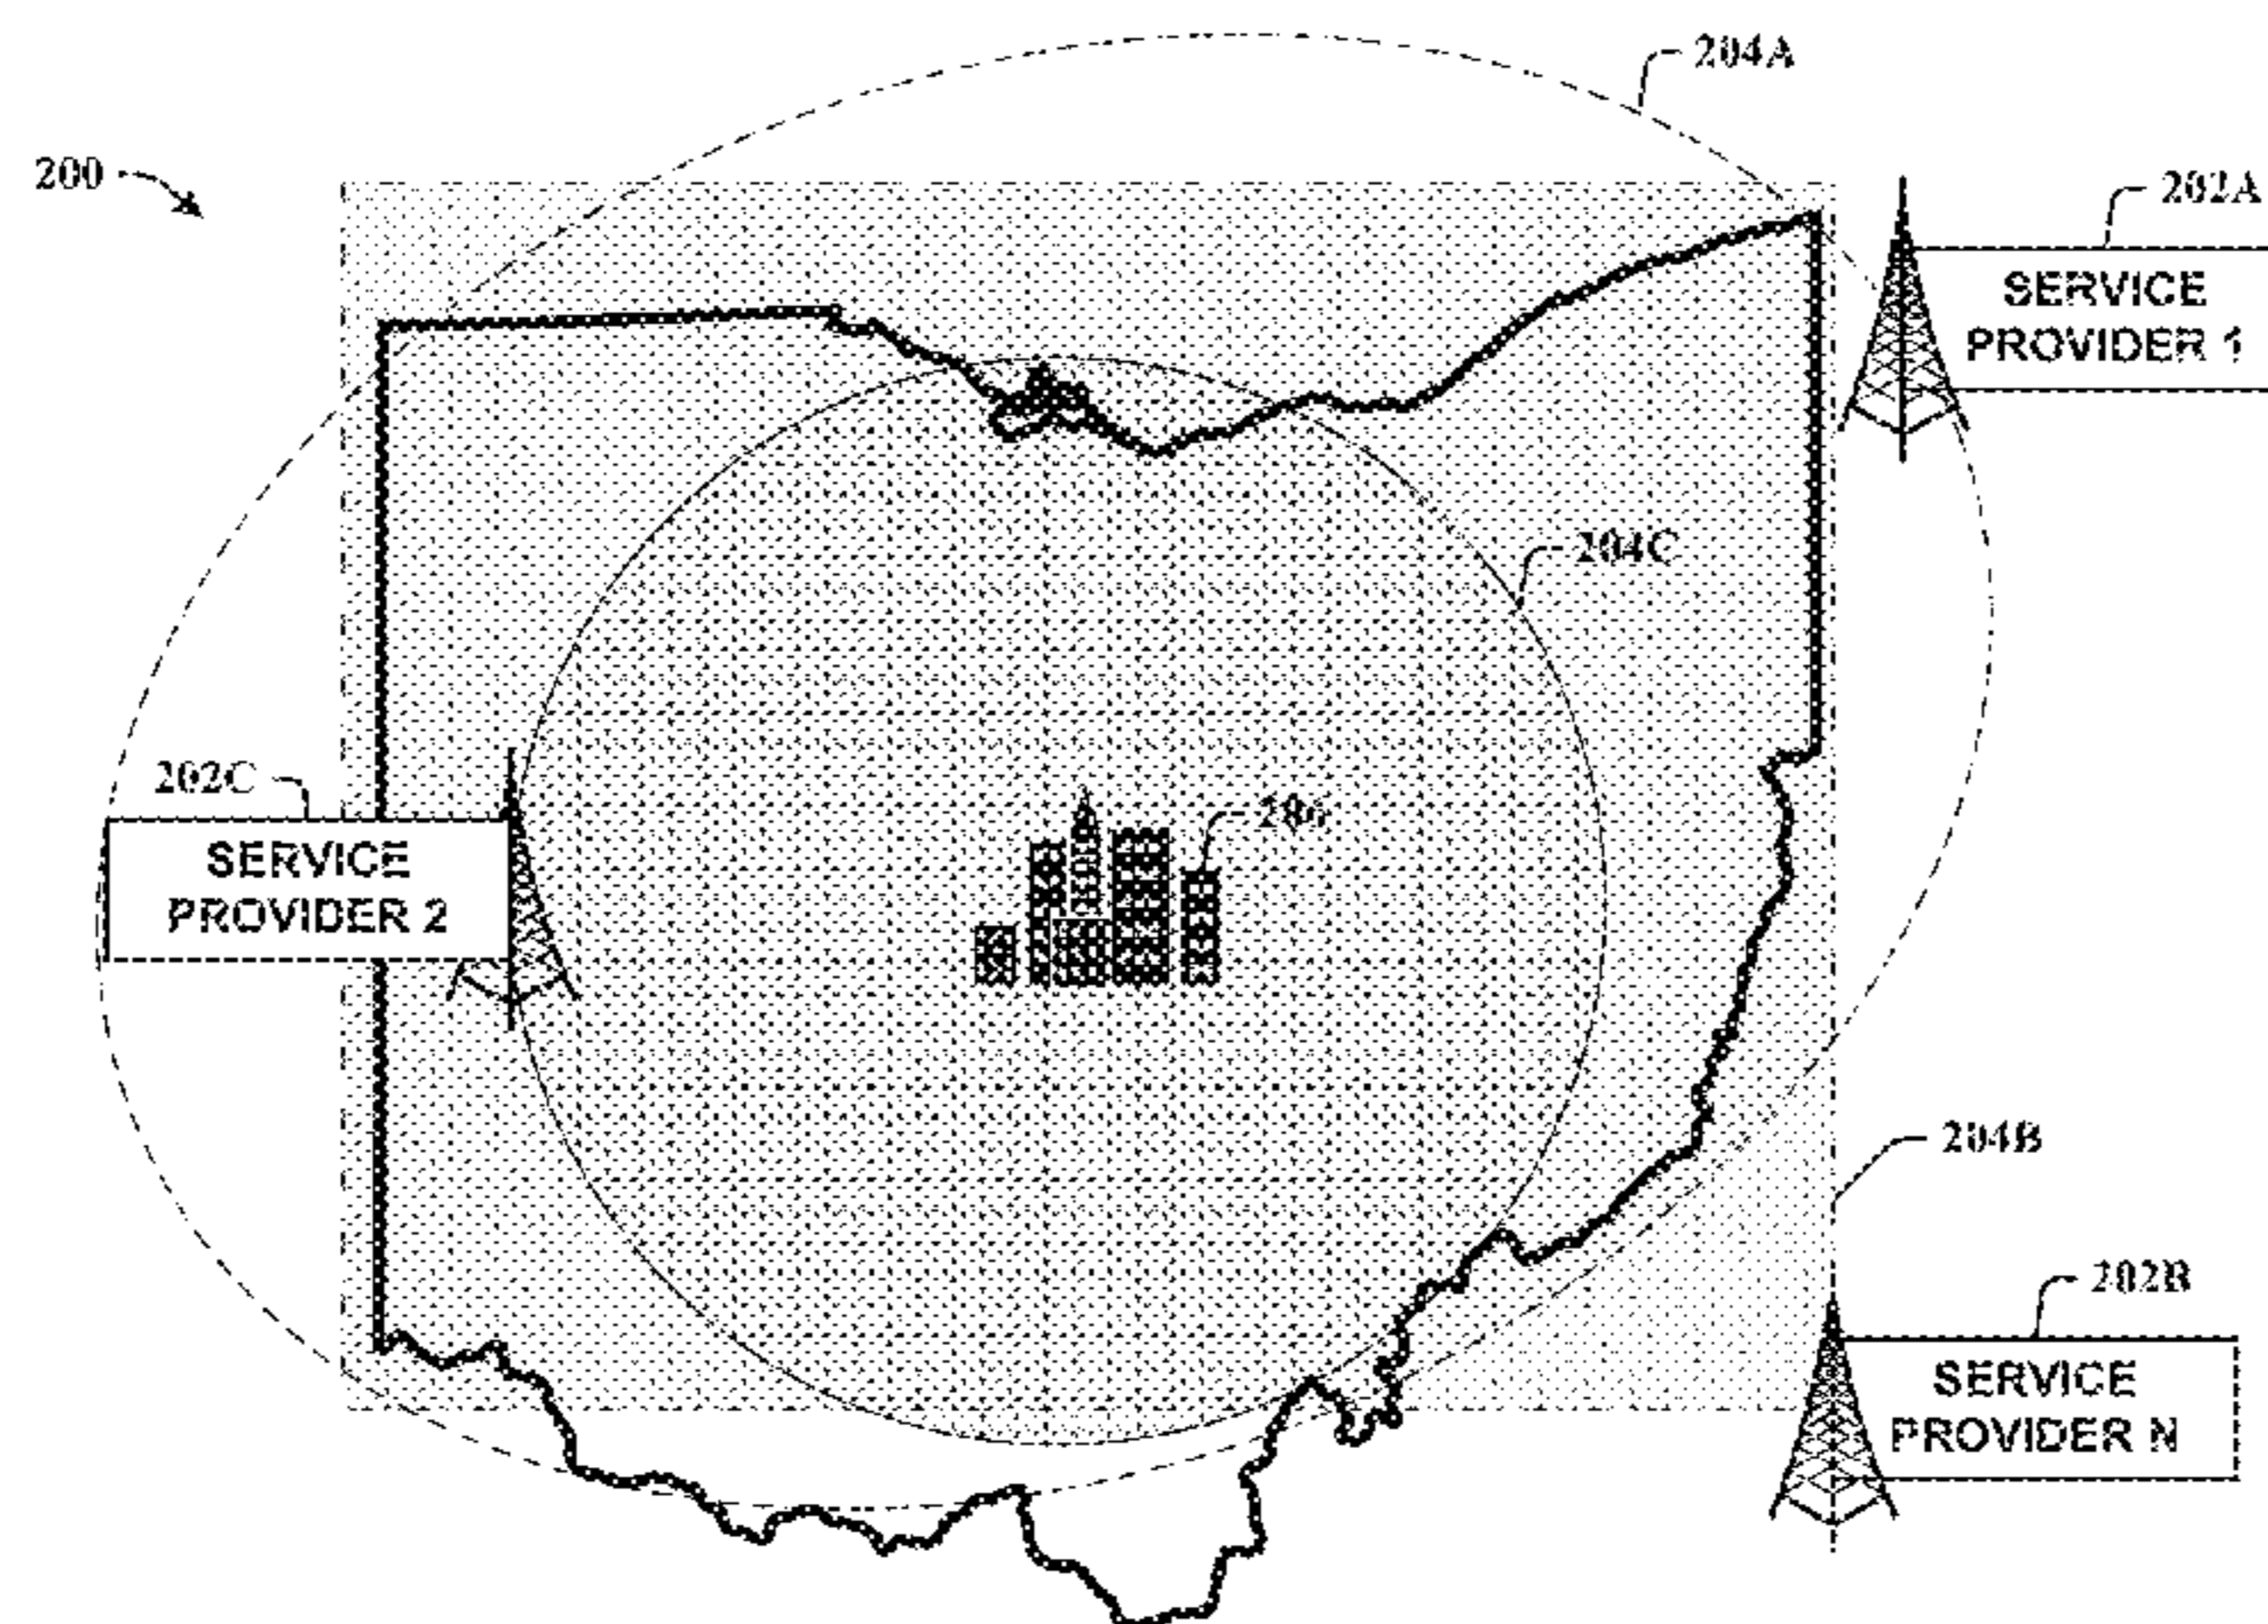 204A
200
202A
SERVICE
PROVIDER 1
204C
202C
SERVICE
PROVIDER 2
206
204B
202B
SERVICE
PROVIDER N